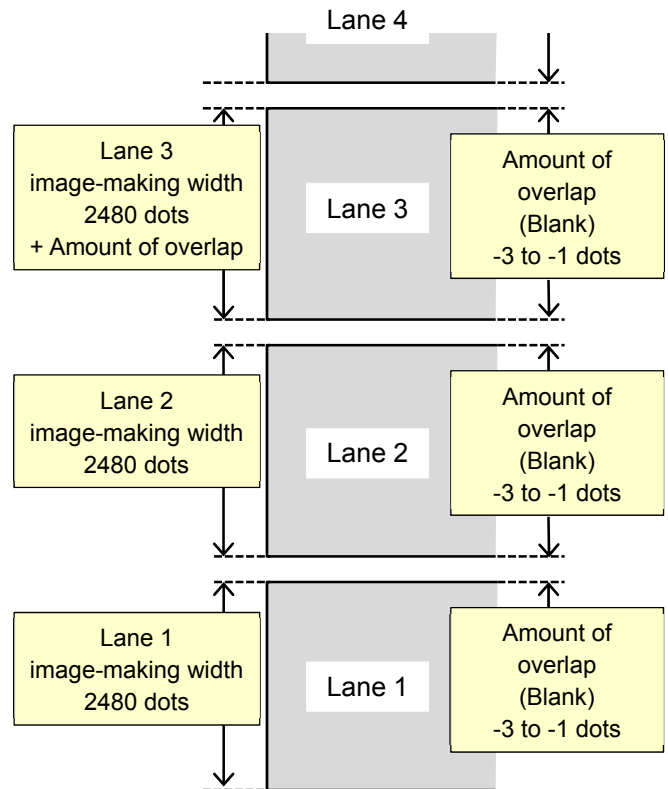 Lane 4
Lane 3
image-making width
2480 dots
+ Amount of overlap
Lane 3
Amount of
overlap
(Blank)
-3 to -1 dots
Lane 2
image-making width
2480 dots
Lane 2
Amount of
overlap
(Blank)
-3 to -1 dots
Lane 1
image-making width
2480 dots
Lane 1
Amount of
overlap
(Blank)
-3 to -1 dots